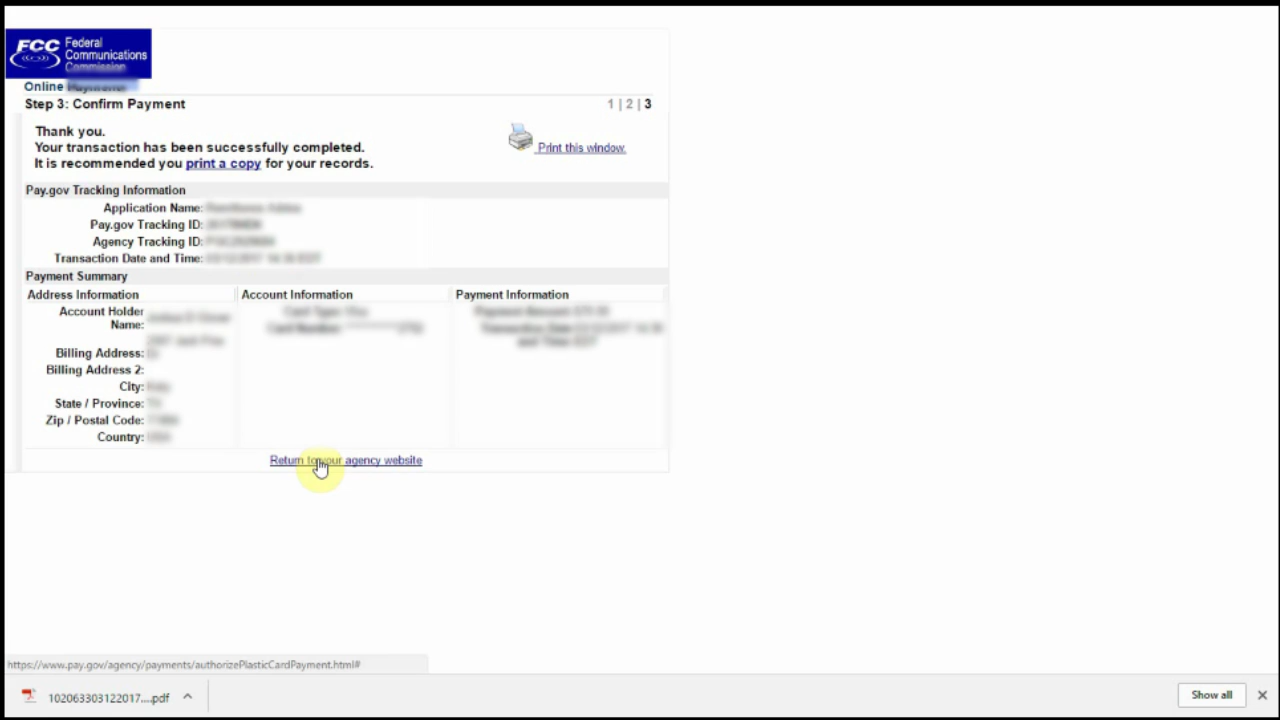 FCC Federal
Communications
Commission
Online
Step 3: Confirm Payment
1 | 2 | 3
Thank you.
Your transaction has been successfully completed.
It is recommended you print a copy for your records.
Print this window.
Pay.gov Tracking Information
Application Name:
Pay.gov Tracking ID:
Agency Tracking ID:
Transaction Date and Time:
Payment Summary
Address Information
Account Holder
Name:
Billing Address:
Billing Address 2:
City:
State / Province:
Zip / Postal Code:
Country:
Account Information
Payment Information
Return to your agency website
https://www.pay.gov/agency/payments/authorizePlasticCardPayment.html#
102063303122017....pdf
Show all